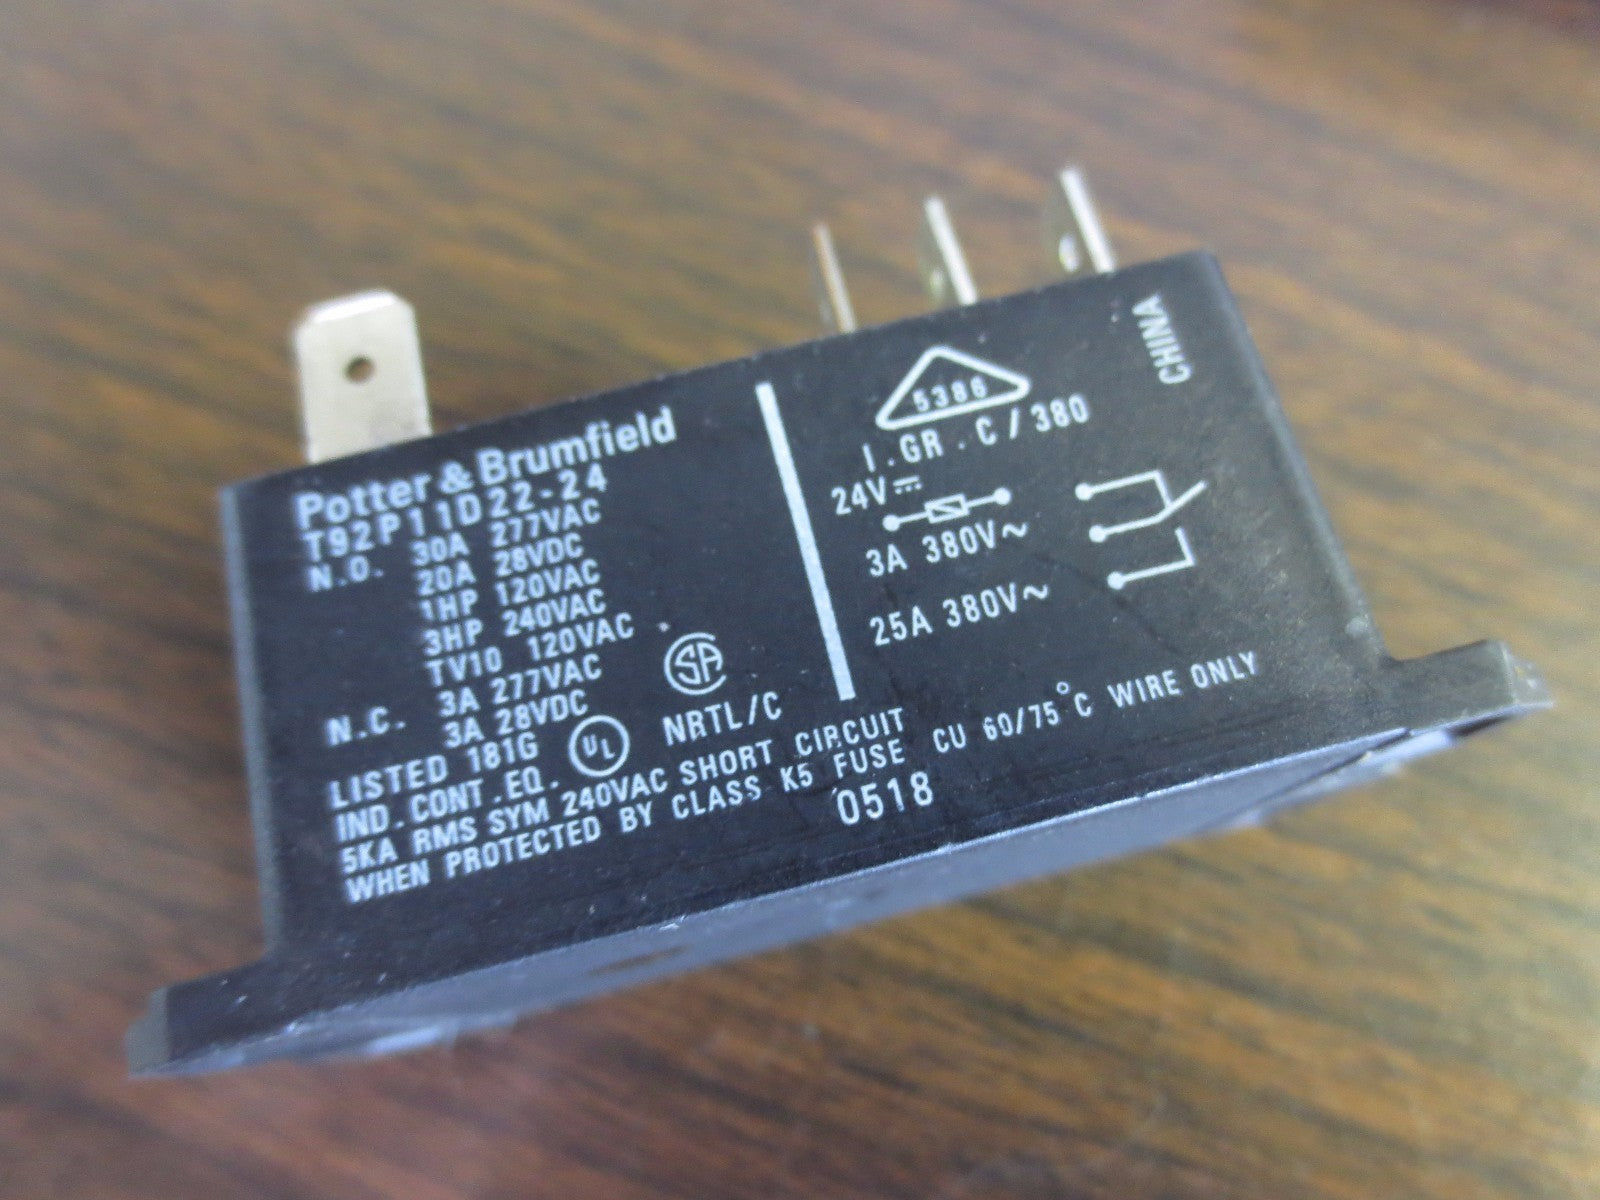 Potter & Brumfield
T92P11D22-24
N.O. 30A 277VAC
20A 28VDC
1HP 120VAC
3HP 240VAC
TV10 120VAC
N.C. 3A 277VAC
3A 28VDC
LISTED 181G
IND. CONT. EQ. UL
SA
NRTL/C
5KA RMS SYM 240VAC SHORT CIRCUIT
WHEN PROTECTED BY CLASS K5 FUSE
CU 60/75°C WIRE ONLY
0518
5386
I.GR.C/380
24V⎓
3A 380V~
25A 380V~
CHINA